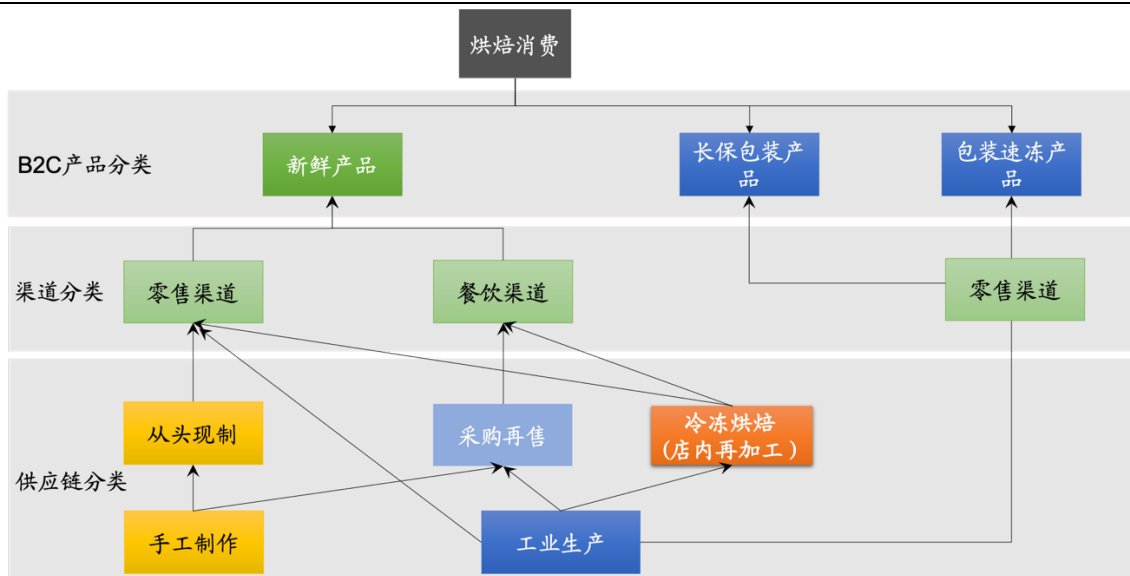 烘焙消费
B2C产品分类
新鲜产品
长保包装产
品
包装速冻产
品
渠道分类
零售渠道
餐饮渠道
零售渠道
从头现制
采购再售
冷冻烘焙
(店内再加工)
供应链分类
手工制作
工业生产